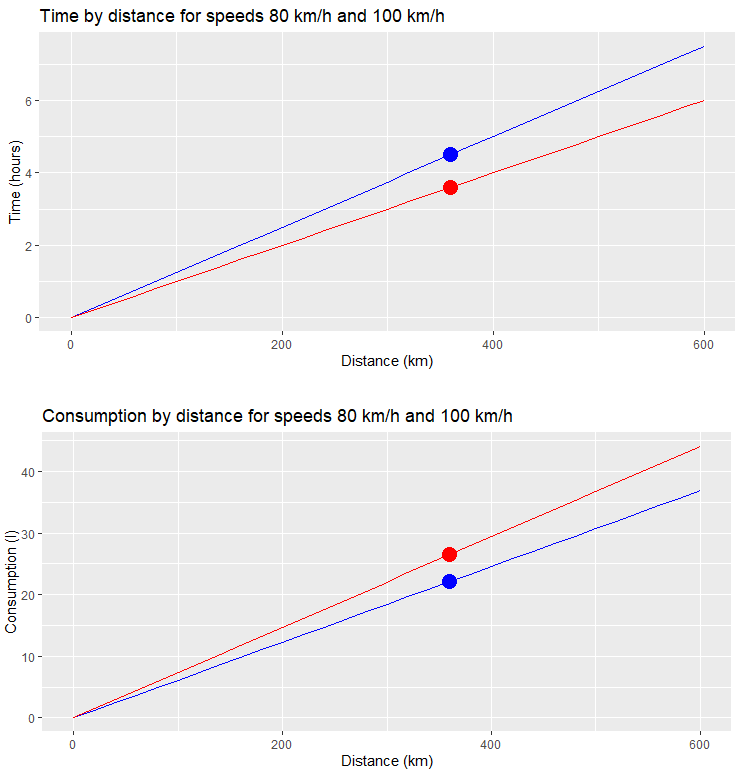 Time by distance for speeds 80 km/h and 100 km/h
6
4
2
0
Time (hours)
0 200 400 600
Distance (km)
Consumption by distance for speeds 80 km/h and 100 km/h
40
30
20
10
0
Consumption (l)
0 200 400 600
Distance (km)